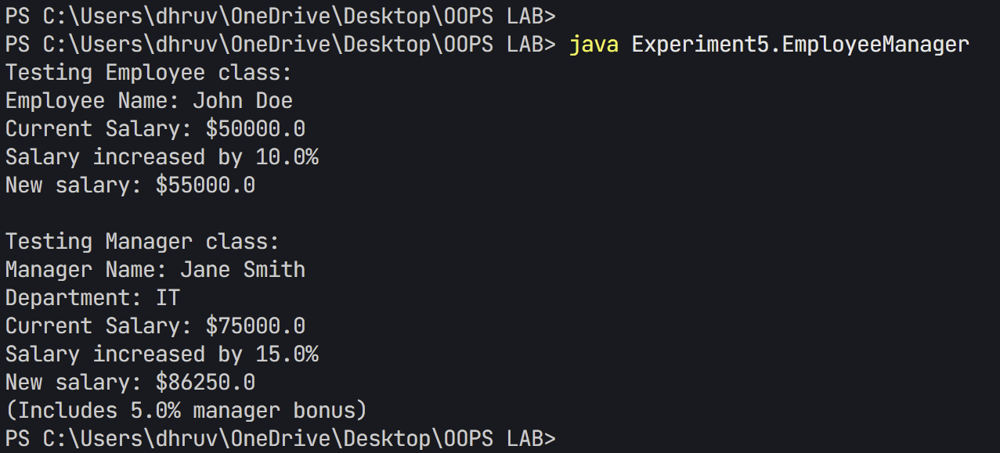 PS C:\Users\dhruv\OneDrive\Desktop\OOPS LAB>
PS C:\Users\dhruv\OneDrive\Desktop\OOPS LAB> java Experiment5.EmployeeManager
Testing Employee class:
Employee Name: John Doe
Current Salary: $50000.0
Salary increased by 10.0%
New salary: $55000.0

Testing Manager class:
Manager Name: Jane Smith
Department: IT
Current Salary: $75000.0
Salary increased by 15.0%
New salary: $86250.0
(Includes 5.0% manager bonus)
PS C:\Users\dhruv\OneDrive\Desktop\OOPS LAB>